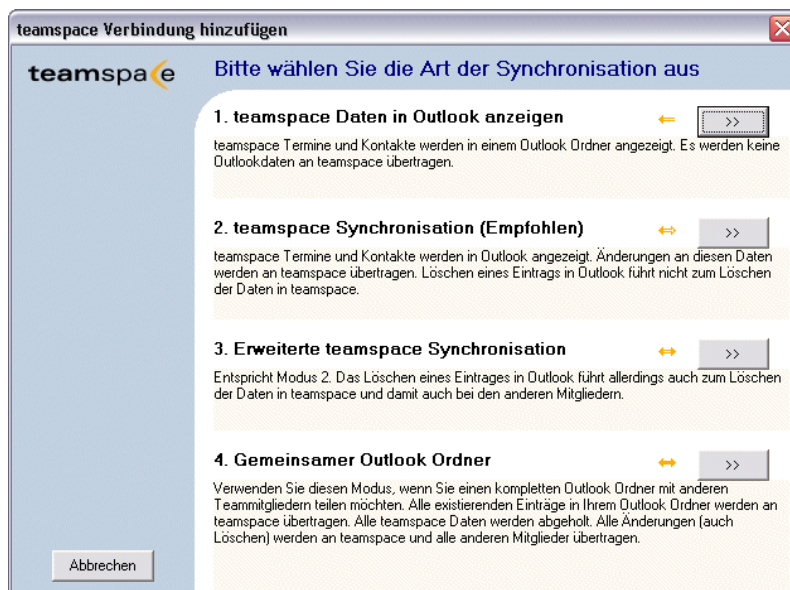 teamspace Verbindung hinzufügen
teamspace
Bitte wählen Sie die Art der Synchronisation aus
1. teamspace Daten in Outlook anzeigen
>>
teamspace Termine und Kontakte werden in einem Outlook Ordner angezeigt. Es werden keine
Outlookdaten an teamspace übertragen.
2. teamspace Synchronisation (Empfohlen)
>>
teamspace Termine und Kontakte werden in Outlook angezeigt. Änderungen an diesen Daten
werden an teamspace übertragen. Löschen eines Eintrags in Outlook führt nicht zum Löschen
der Daten in teamspace.
3. Erweiterte teamspace Synchronisation
>>
Entspricht Modus 2. Das Löschen eines Eintrages in Outlook führt allerdings auch zum Löschen
der Daten in teamspace und damit auch bei den anderen Mitgliedern.
4. Gemeinsamer Outlook Ordner
>>
Verwenden Sie diesen Modus, wenn Sie einen kompletten Outlook Ordner mit anderen
Teammitgliedern teilen möchten. Alle existierenden Einträge in Ihrem Outlook Ordner werden an
teamspace übertragen. Alle teamspace Daten werden abgeholt. Alle Änderungen (auch
Löschen) werden an teamspace und alle anderen Mitglieder übertragen.
Abbrechen